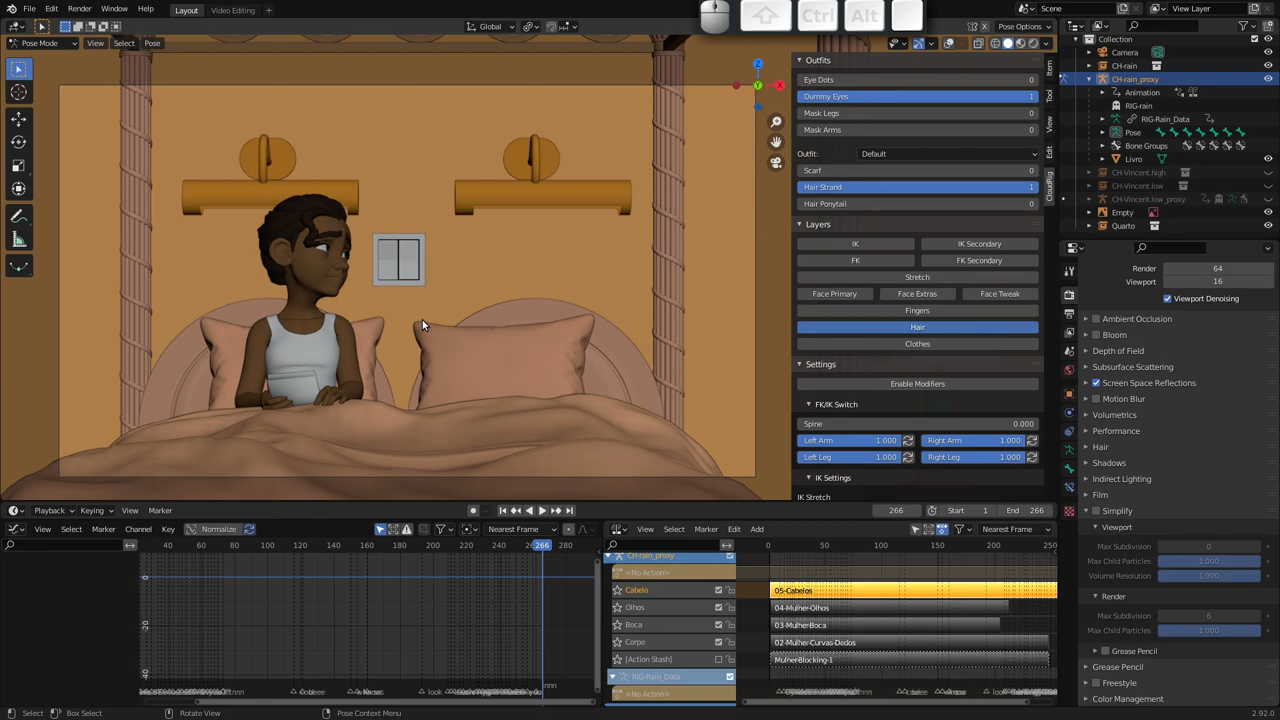 File Edit Render Window Help Layout Video Editing
Ctrl Alt
Scene View Layer
Global Pose Options
Pose Mode View Select Pose
Outfits
Eye Dots 0
Dummy Eyes 1
Mask Legs 0
Mask Arms 0
Outfit: Default
Scarf 0
Hair Strand 1
Hair Ponytail 0
Layers
IK IK Secondary
FK FK Secondary
Stretch
Face Primary Face Extras Face Tweak
Fingers
Hair
Clothes
Settings
Enable Modifiers
FK/IK Switch
Spine 0.000
Left Arm 1.000 Right Arm 1.000
Left Leg 1.000 Right Leg 1.000
IK Settings
IK Stretch
Item
Tool
View
Edit
CloudRig
Z
Y
X
Collection
Camera
CH-rain
CH-rain_proxy
Animation
RIG-rain
RIG-Rain_Data
Pose
Bone Groups
Livro
CH-Vincent.high
CH-Vincent.low
CH-Vincent.low_proxy
Empty
Quarto
Render 64
Viewport 16
Viewport Denoising
Ambient Occlusion
Bloom
Depth of Field
Subsurface Scattering
Screen Space Reflections
Motion Blur
Volumetrics
Performance
Curves
Hair
Shadows
Indirect Lighting
Film
Simplify
Viewport
Max Subdivision 0
Max Child Particles 1.000
Volume Resolution 1.000
Render
Max Subdivision 6
Max Child Particles 1.000
Grease Pencil
Grease Pencil
Freestyle
Color Management
Playback Keying View Marker
266 Start 1 End 266
View Select Marker Channel Key Normalize Nearest Frame
40 60 80 100 120 140 160 180 200 220 240 266 280
0
-20
-40
View Select Marker Edit Add Nearest Frame
0 50 100 150 200 250
CH-rain_proxy
<No Action>
Cabelo 05-Cabelos
Olhos 04-Mulher-Olhos
Boca 03-MulherBoca
Corpo 02-Mulher-Curvas-Dedos
[Action Stash] MulherBlocking-1
RIG-Rain_Data
<No Action>
Select Box Select Rotate View Pose Context Menu 2.92.0